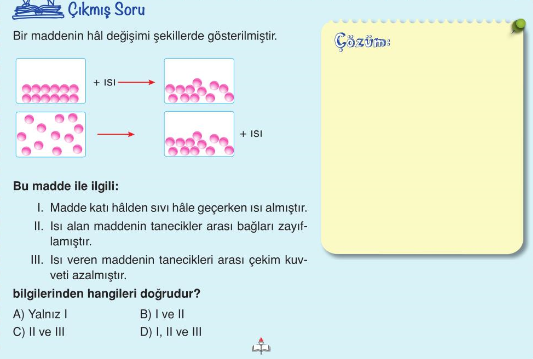 Çıkmış Soru
Bir maddenin hâl değişimi şekillerde gösterilmiştir.
Çözüm:
+ ISI
+ ISI
Bu madde ile ilgili:
I. Madde katı hâlden sıvı hâle geçerken ısı almıştır.
II. Isı alan maddenin tanecikler arası bağları zayıf-
lamıştır.
III. Isı veren maddenin tanecikleri arası çekim kuv-
veti azalmıştır.
bilgilerinden hangileri doğrudur?
A) Yalnız I
B) I ve II
C) II ve III
D) I, II ve III